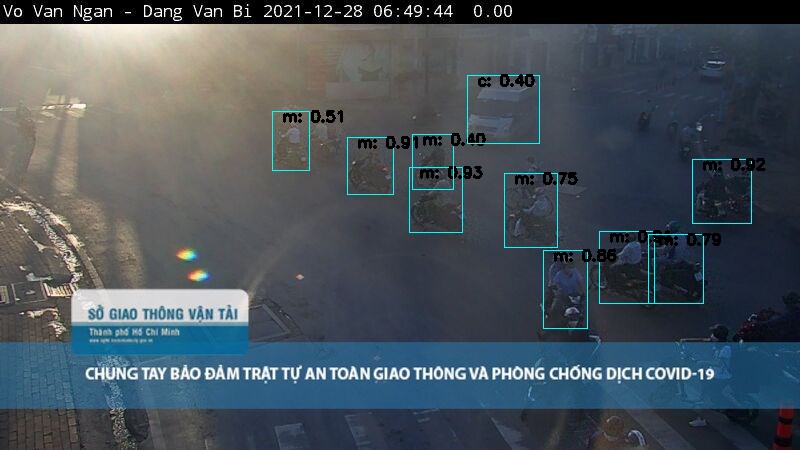 Vo Van Ngan - Dang Van Bi 2021-12-28 06:49:44 0.00
c: 0.40
m: 0.51
m: 0.91
m: 0.40
m: 0.93
m: 0.75
m: 0.92
m: 0.79
m: 0.86
SỞ GIAO THÔNG VẬN TẢI
Thành phố Hồ Chí Minh
CHUNG TAY BẢO ĐẢM TRẬT TỰ AN TOÀN GIAO THÔNG VÀ PHÒNG CHỐNG DỊCH COVID-19